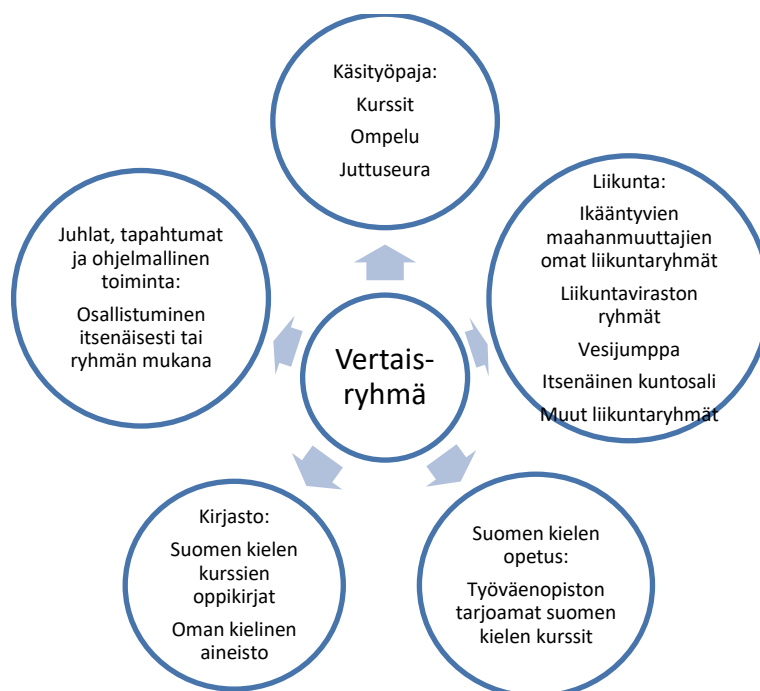 Käsityöpaja:
Kurssit
Ompelu
Juttuseura
Juhlat, tapahtumat
ja ohjelmallinen
toiminta:
Osallistuminen
itsenäisesti tai
ryhmän mukana
Liikunta:
Ikääntyvien
maahanmuuttajien
omat liikuntaryhmät
Liikuntaviraston
ryhmät
Vesijumppa
Itsenäinen kuntosali
Muut liikuntaryhmät
Vertais-
ryhmä
Kirjasto:
Suomen kielen
kurssien
oppikirjat
Oman kielinen
aineisto
Suomen kielen
opetus:
Työväenopiston
tarjoamat suomen
kielen kurssit